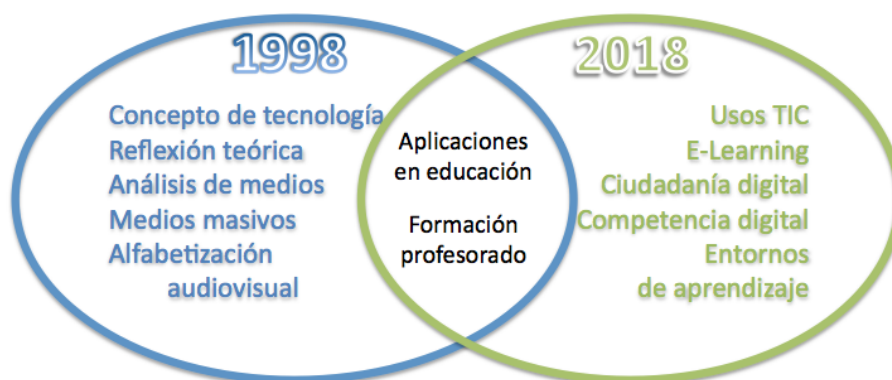 1998
Concepto de tecnología
Reflexión teórica
Análisis de medios
Medios masivos
Alfabetización
audiovisual
Aplicaciones
en educación
Formación
profesorado
2018
Usos TIC
E-Learning
Ciudadanía digital
Competencia digital
Entornos
de aprendizaje